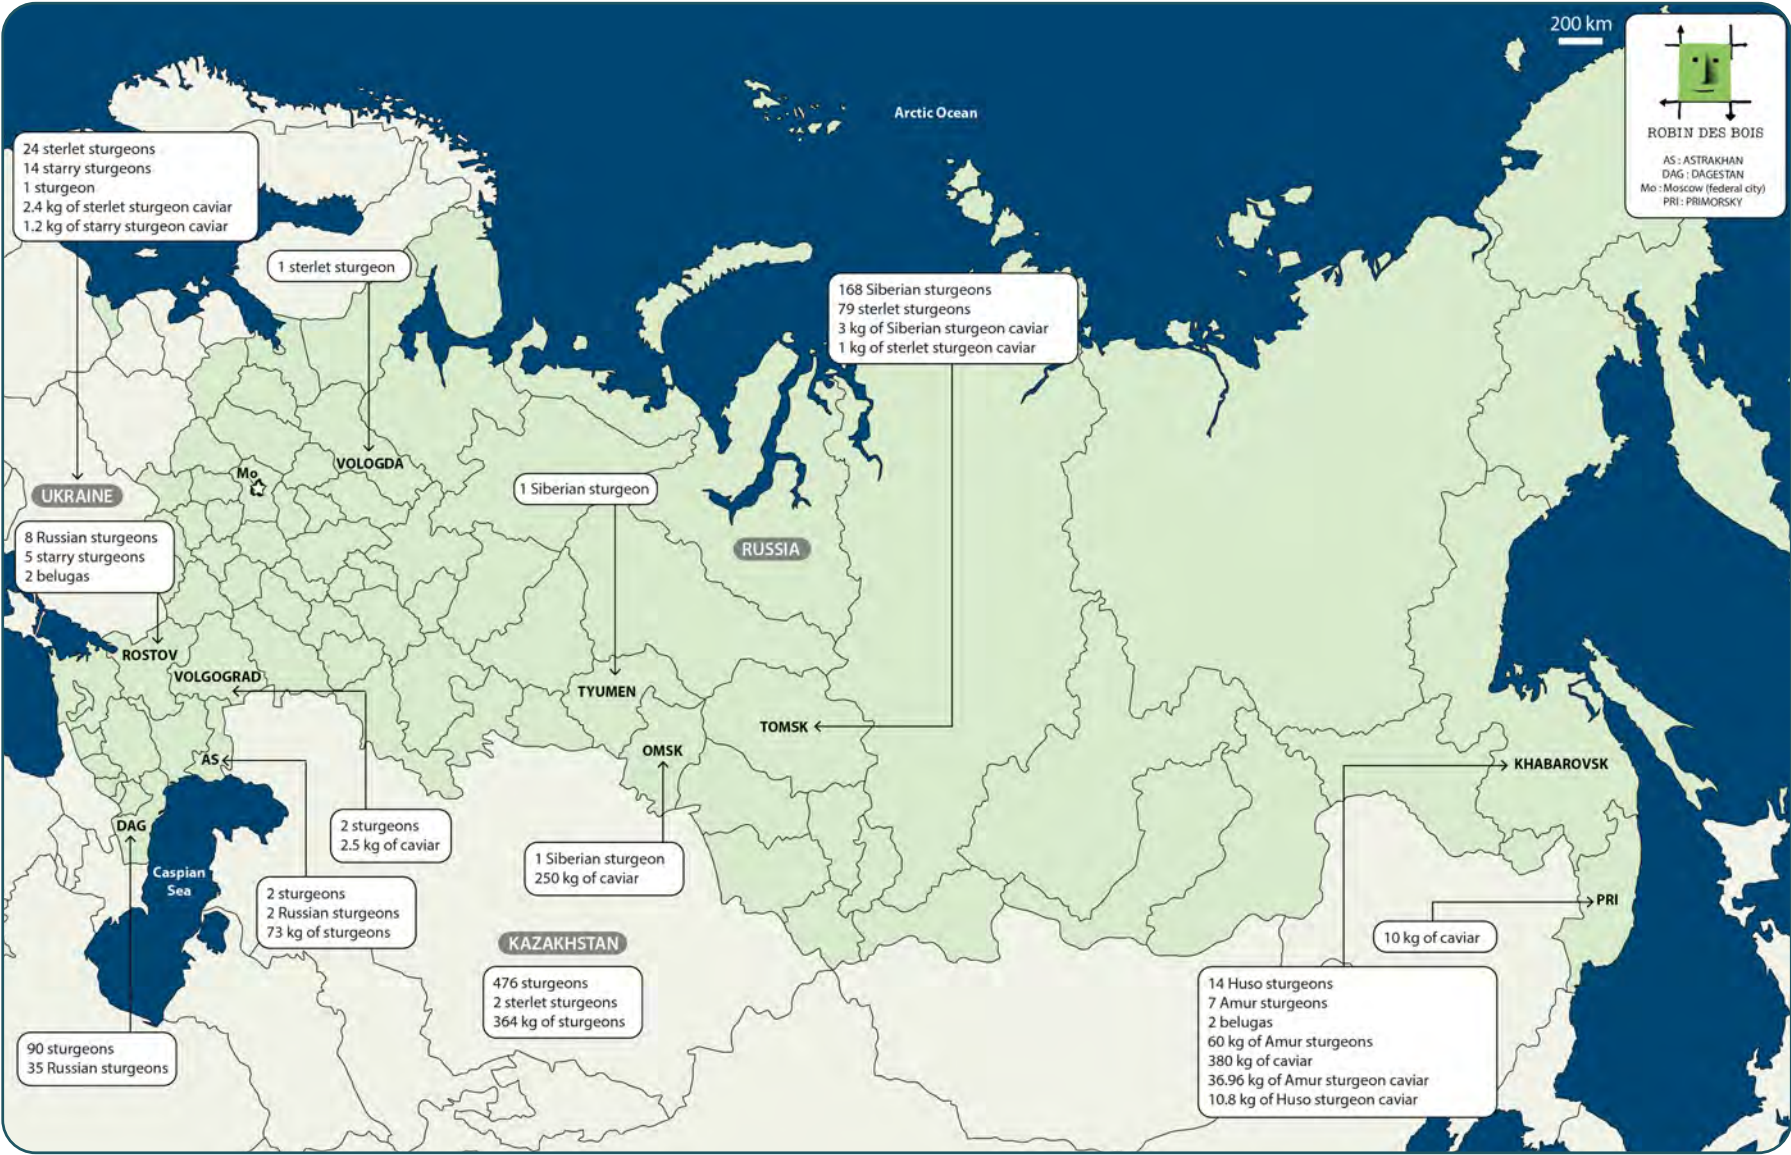 200 km
ROBIN DES BOIS
AS : ASTRAKHAN
DAG : DAGESTAN
Mo : Moscow (federal city)
PRI : PRIMORSKY
Arctic Ocean
24 sterlet sturgeons
14 starry sturgeons
1 sturgeon
2.4 kg of sterlet sturgeon caviar
1.2 kg of starry sturgeon caviar
1 sterlet sturgeon
168 Siberian sturgeons
79 sterlet sturgeons
3 kg of Siberian sturgeon caviar
1 kg of sterlet sturgeon caviar
VOLOGDA
Mo
UKRAINE
1 Siberian sturgeon
RUSSIA
8 Russian sturgeons
5 starry sturgeons
2 belugas
ROSTOV
VOLGOGRAD
TYUMEN
TOMSK
OMSK
AS
KHABAROVSK
DAG
2 sturgeons
2.5 kg of caviar
1 Siberian sturgeon
250 kg of caviar
Caspian
Sea
2 sturgeons
2 Russian sturgeons
73 kg of sturgeons
PRI
10 kg of caviar
KAZAKHSTAN
476 sturgeons
2 sterlet sturgeons
364 kg of sturgeons
14 Huso sturgeons
7 Amur sturgeons
2 belugas
60 kg of Amur sturgeons
380 kg of caviar
36.96 kg of Amur sturgeon caviar
10.8 kg of Huso sturgeon caviar
90 sturgeons
35 Russian sturgeons